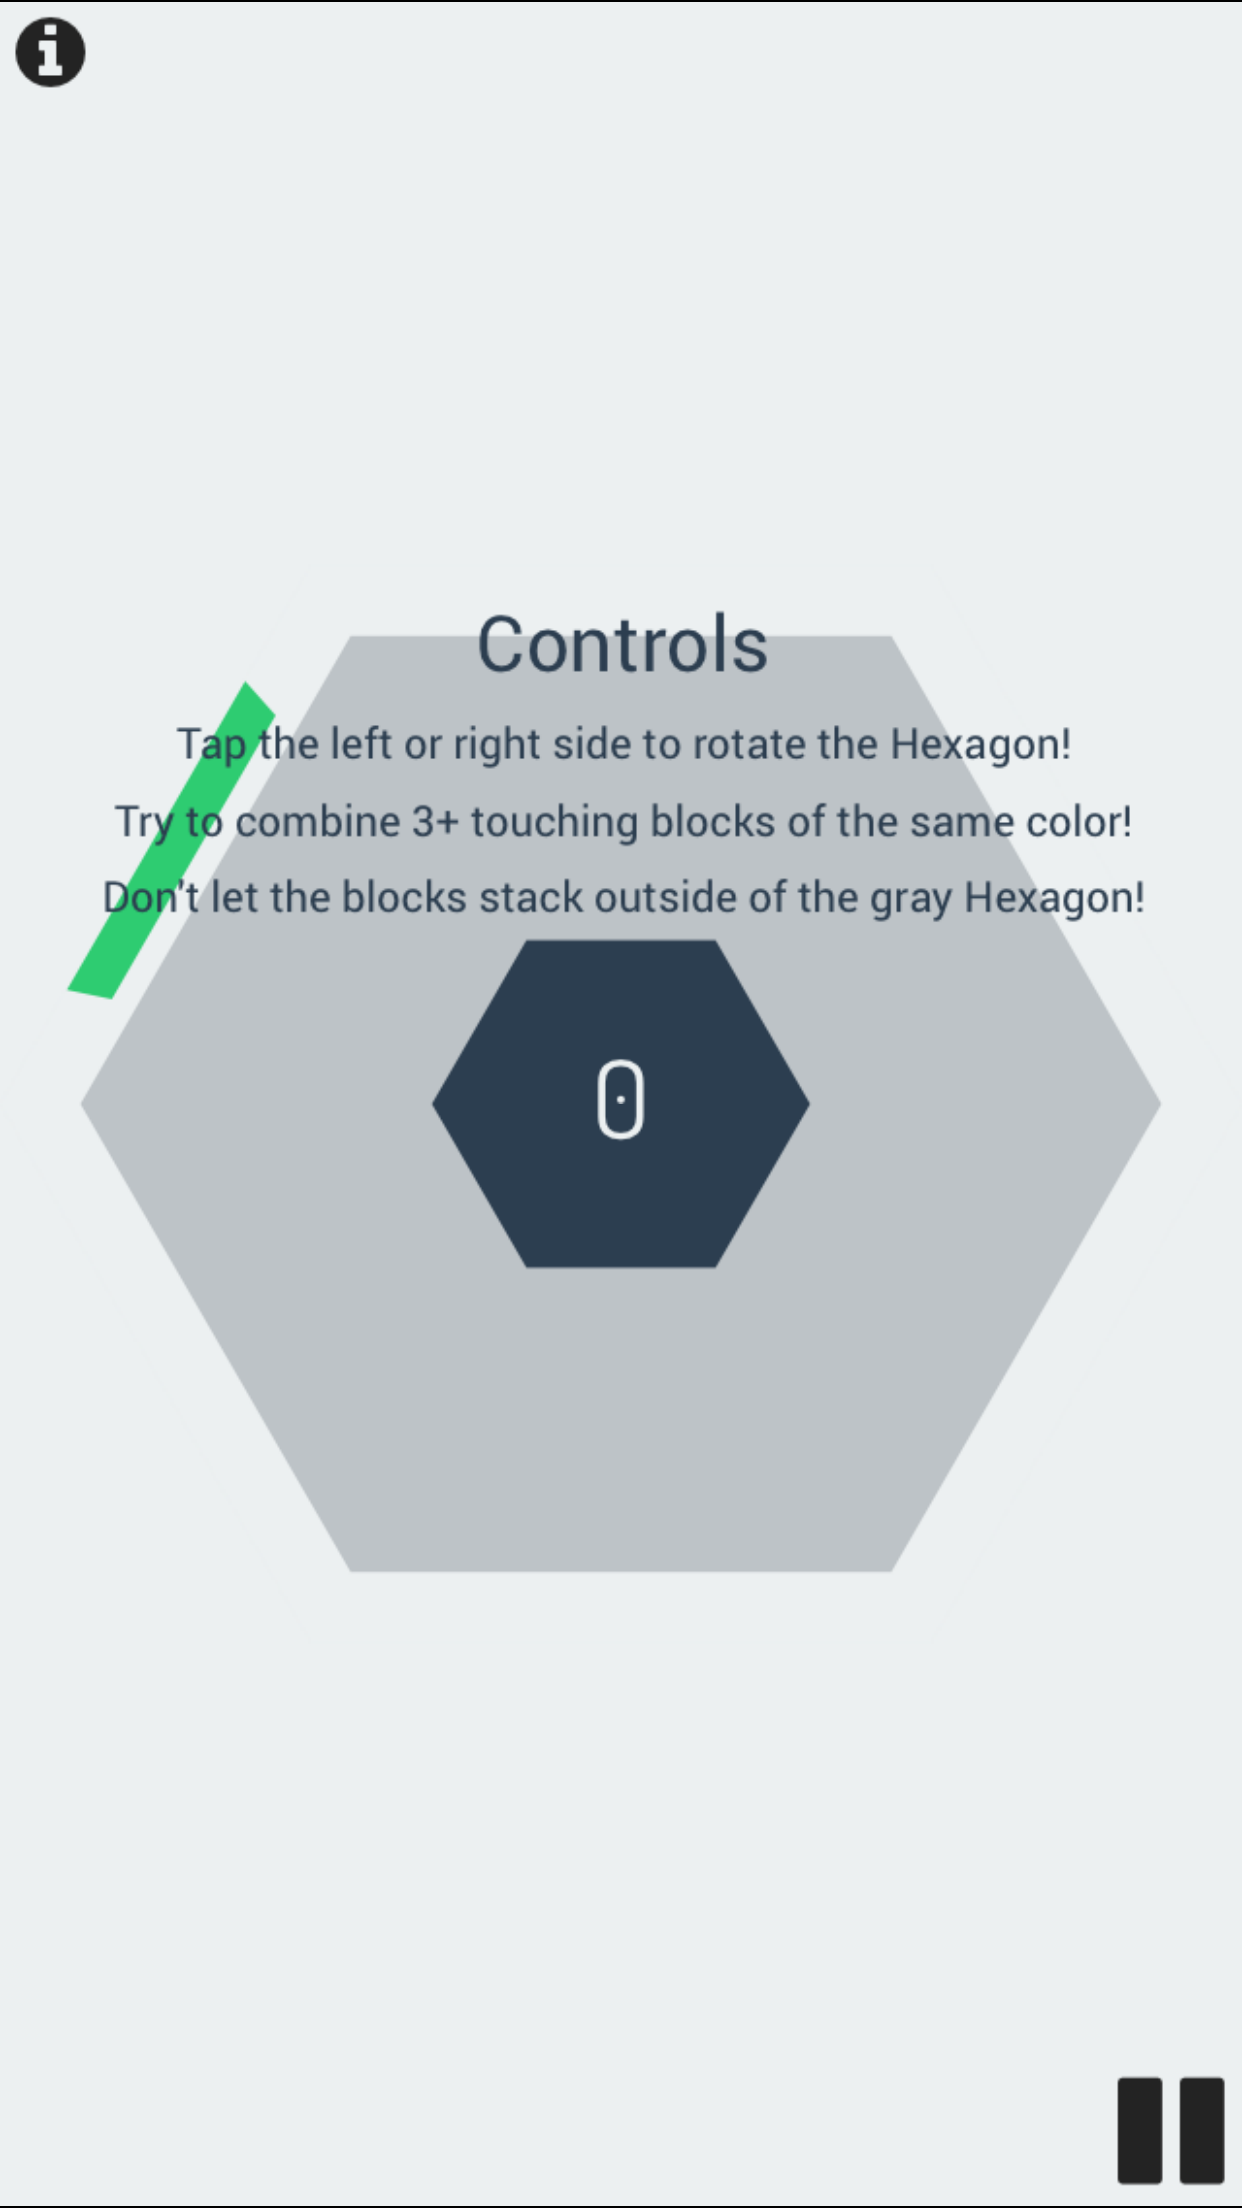 Controls
Tap the left or right side to rotate the Hexagon!
Try to combine 3+ touching blocks of the same color!
Don't let the blocks stack outside of the gray Hexagon!
0